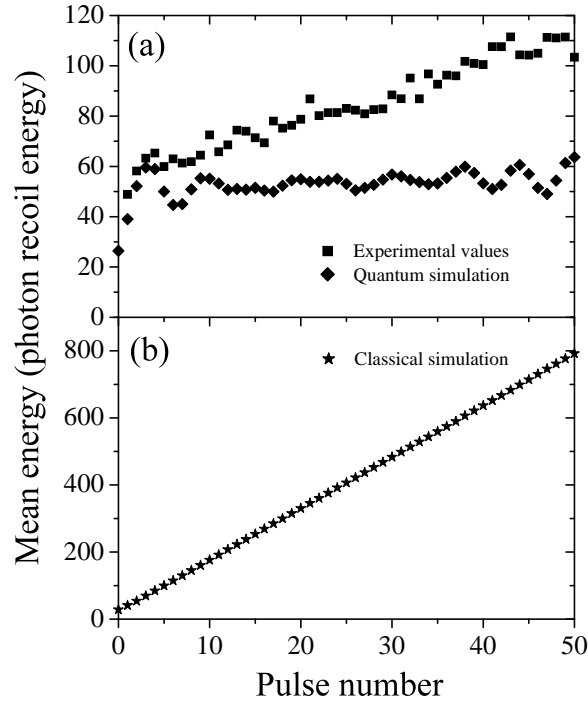 (a)
120
100
80
60
40
20
0
Experimental values
Quantum simulation
(b)
800
600
400
200
0
Classical simulation
0 10 20 30 40 50
Pulse number
Mean energy (photon recoil energy)